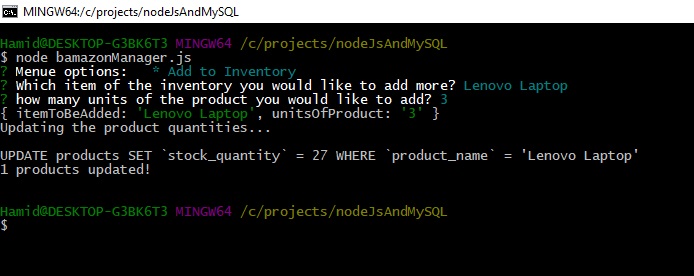 MINGW64:/c/projects/nodeJsAndMySQL
Hamid@DESKTOP-G3BK6T3 MINGW64 /c/projects/nodeJsAndMySQL
$ node bamazonManager.js
? Menue options:   * Add to Inventory
? Which item of the inventory you would like to add more? Lenovo Laptop
? how many units of the product you would like to add? 3
{ itemToBeAdded: 'Lenovo Laptop', unitsOfProduct: '3' }
Updating the product quantities...
UPDATE products SET `stock_quantity` = 27 WHERE `product_name` = 'Lenovo Laptop'
1 products updated!
Hamid@DESKTOP-G3BK6T3 MINGW64 /c/projects/nodeJsAndMySQL
$